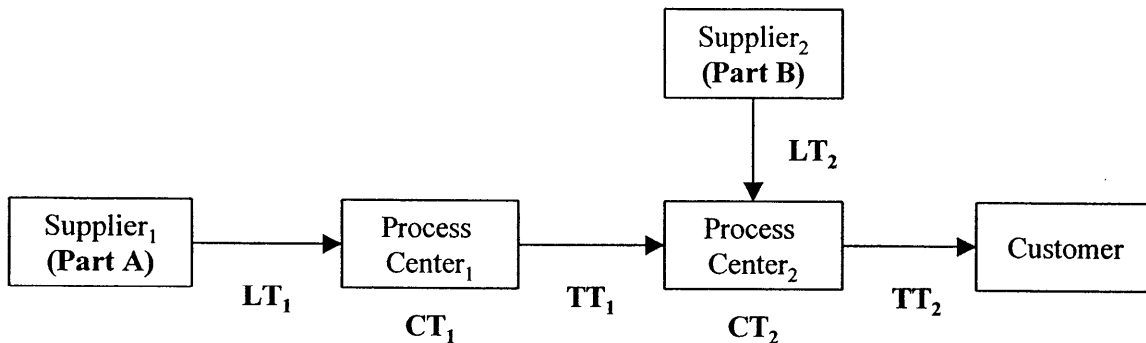 Supplier₂
(Part B)
LT₂
Supplier₁
(Part A)
LT₁
Process
Center₁
CT₁
TT₁
Process
Center₂
CT₂
TT₂
Customer